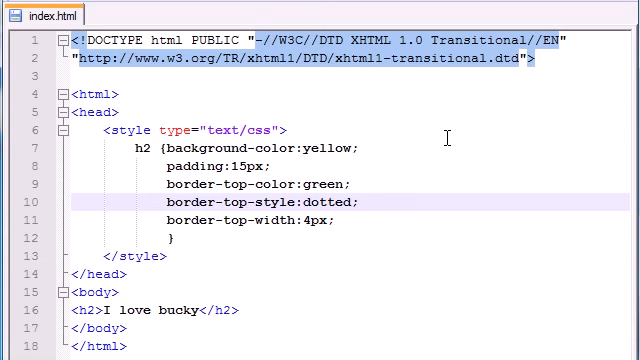 index.html
1 <!DOCTYPE html PUBLIC "-//W3C//DTD XHTML 1.0 Transitional//EN"
2 "http://www.w3.org/TR/xhtml1/DTD/xhtml1-transitional.dtd">
3
4 <html>
5 <head>
6 <style type="text/css">
7 h2 {background-color:yellow;
8 padding:15px;
9 border-top-color:green;
10 border-top-style:dotted;
11 border-top-width:4px;
12 }
13 </style>
14 </head>
15 <body>
16 <h2>I love bucky</h2>
17 </body>
18 </html>